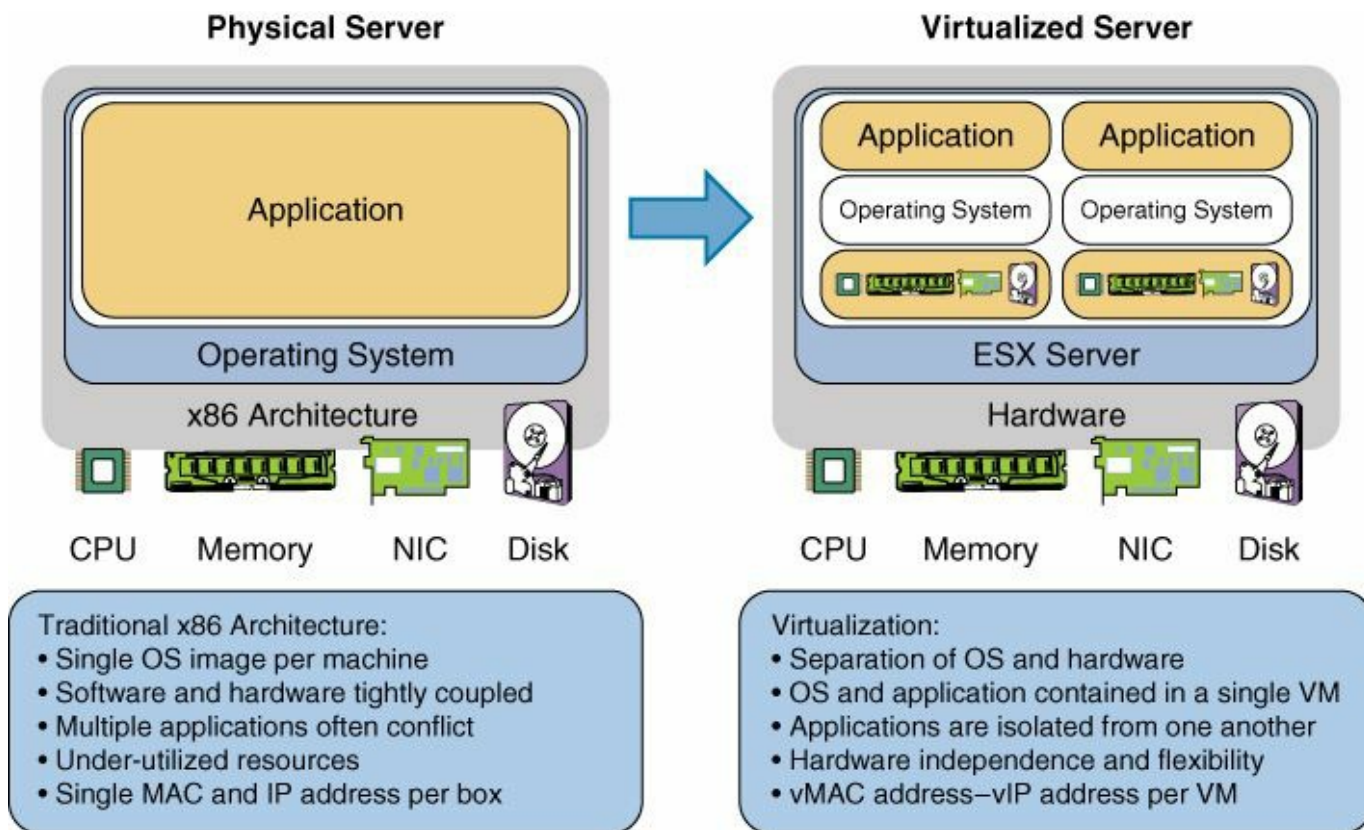 Physical Server
Virtualized Server
Application
Operating System
x86 Architecture
CPU
Memory
NIC
Disk
Application
Application
Operating System
Operating System
ESX Server
Hardware
CPU
Memory
NIC
Disk
Traditional x86 Architecture:
• Single OS image per machine
• Software and hardware tightly coupled
• Multiple applications often conflict
• Under-utilized resources
• Single MAC and IP address per box
Virtualization:
• Separation of OS and hardware
• OS and application contained in a single VM
• Applications are isolated from one another
• Hardware independence and flexibility
• vMAC address–vIP address per VM